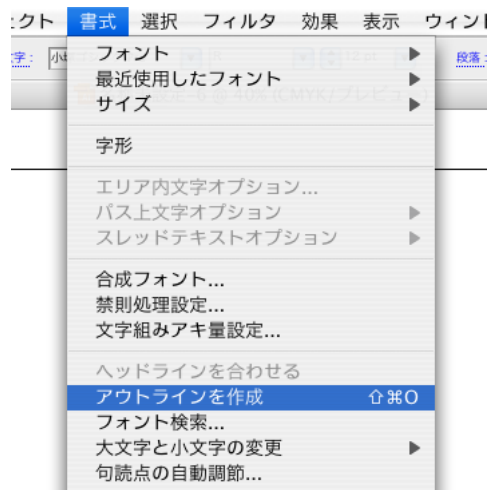 クト 書式 選択 フィルタ 効果 表示 ウィンド
文字: 小 段落:
フォント
最近使用したフォント
サイズ
字形
エリア内文字オプション...
パス上文字オプション
スレッドテキストオプション
合成フォント...
禁則処理設定...
文字組みアキ量設定...
ヘッドラインを合わせる
アウトラインを作成 ⇧⌘O
フォント検索...
大文字と小文字の変更
句読点の自動調節...